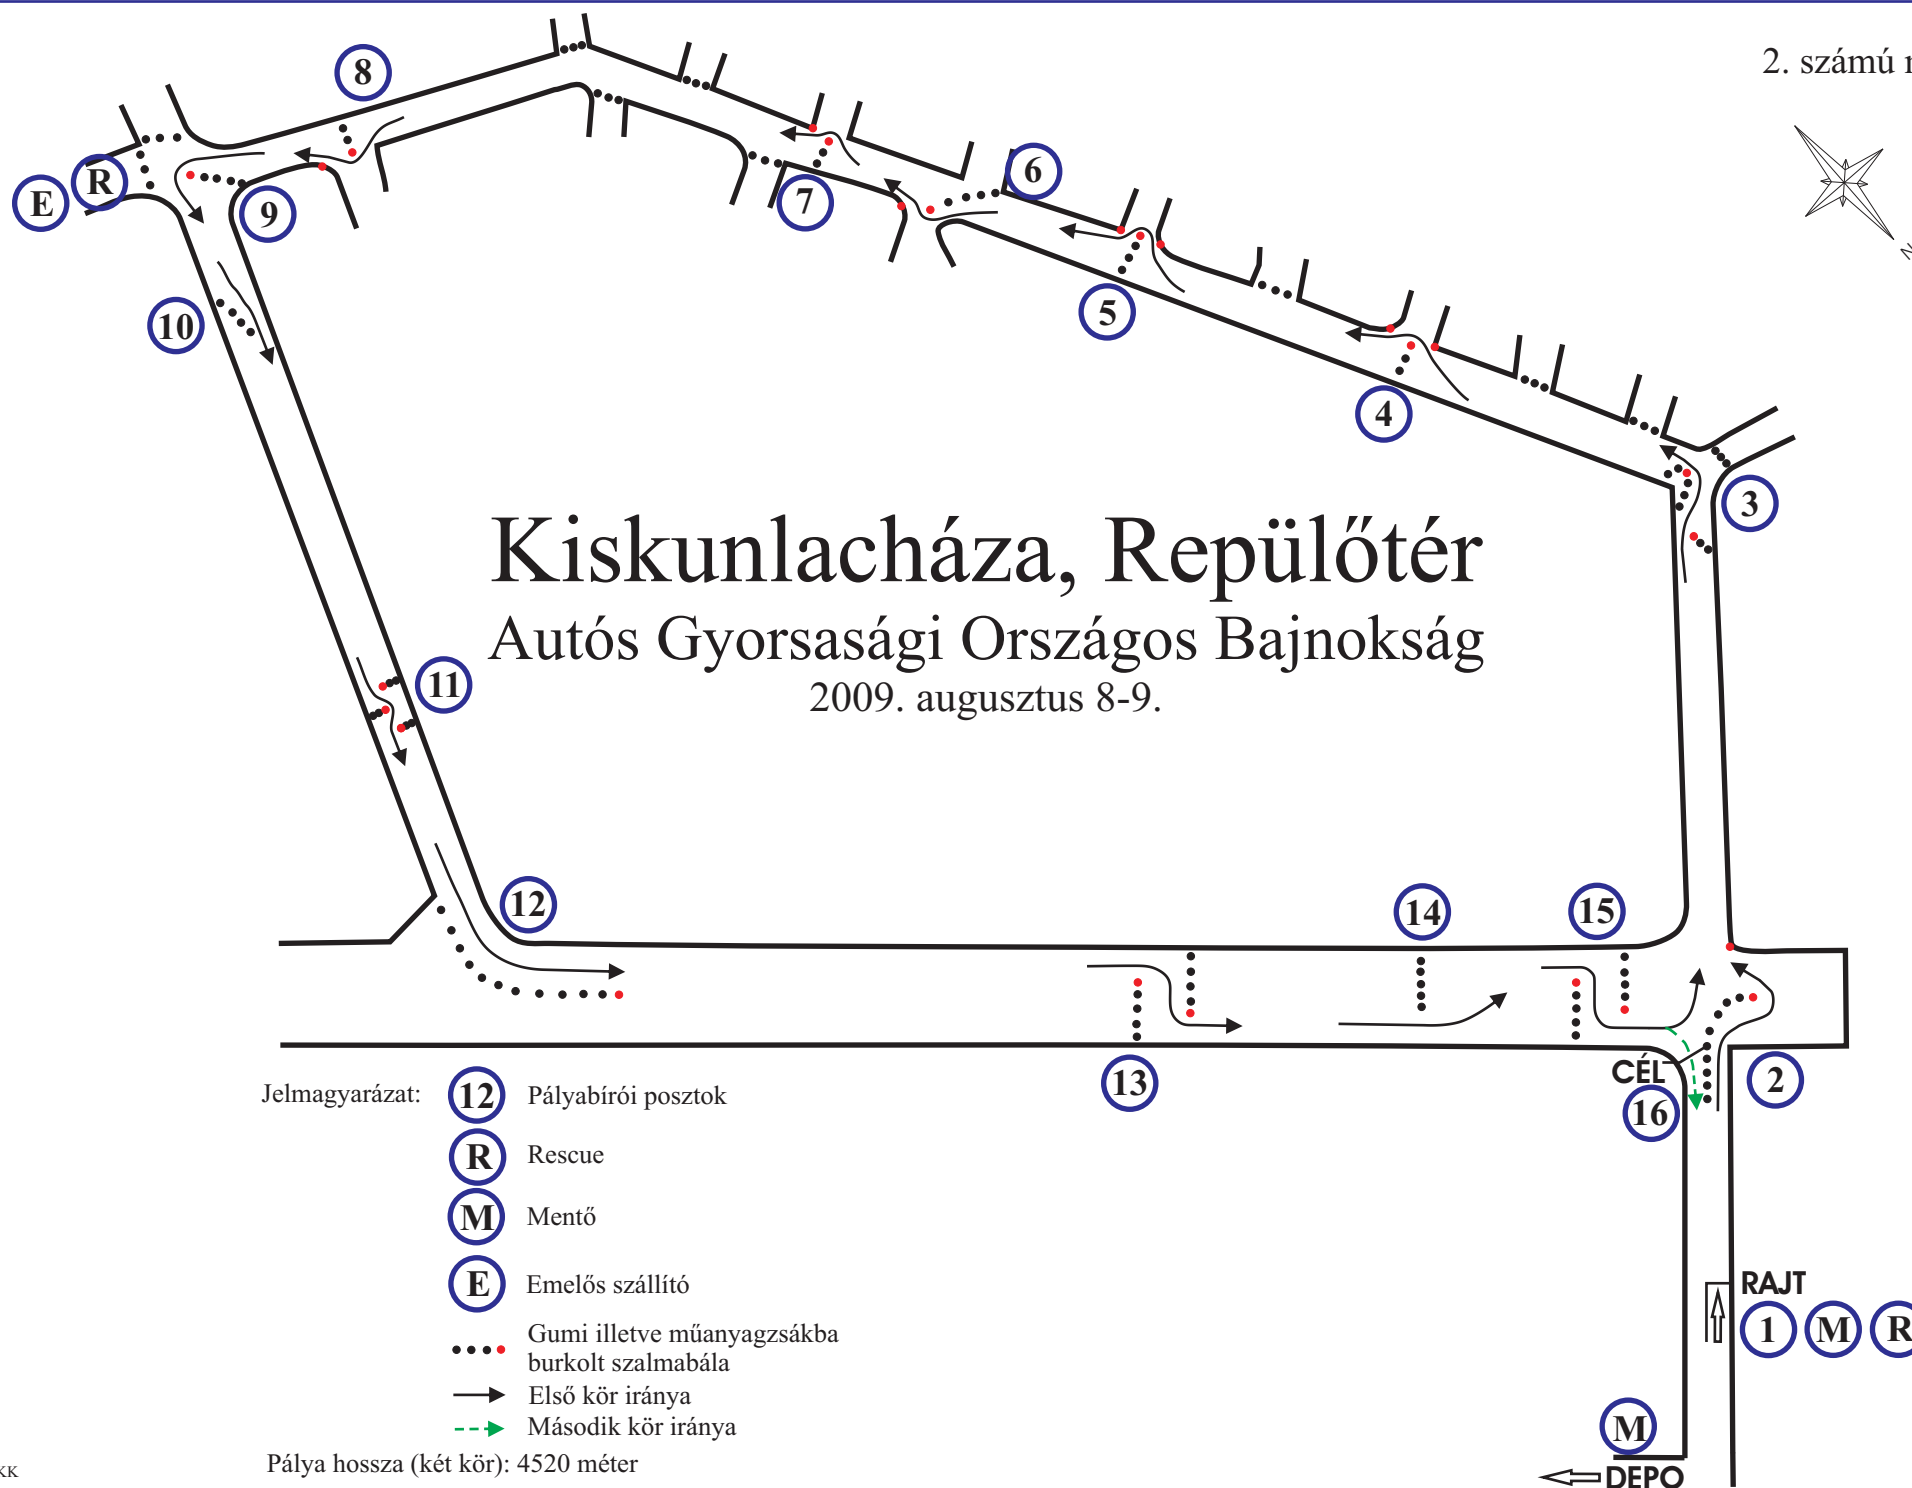 2. számú
8
R
E
9
6
7
5
10
4
3
N
Kiskunlacháza, Repülőtér
Autós Gyorsasági Országos Bajnokság
2009. augusztus 8-9.
11
12
14
15
13
CÉL
16
2
Jelmagyarázat:
12 Pályabírói posztok
R Rescue
M Mentő
E Emelős szállító
Gumi illetve műanyagzsákba
burkolt szalmabála
Első kör iránya
Második kör iránya
Pálya hossza (két kör): 4520 méter
RAJT
1 M R
M
DEPO
KK